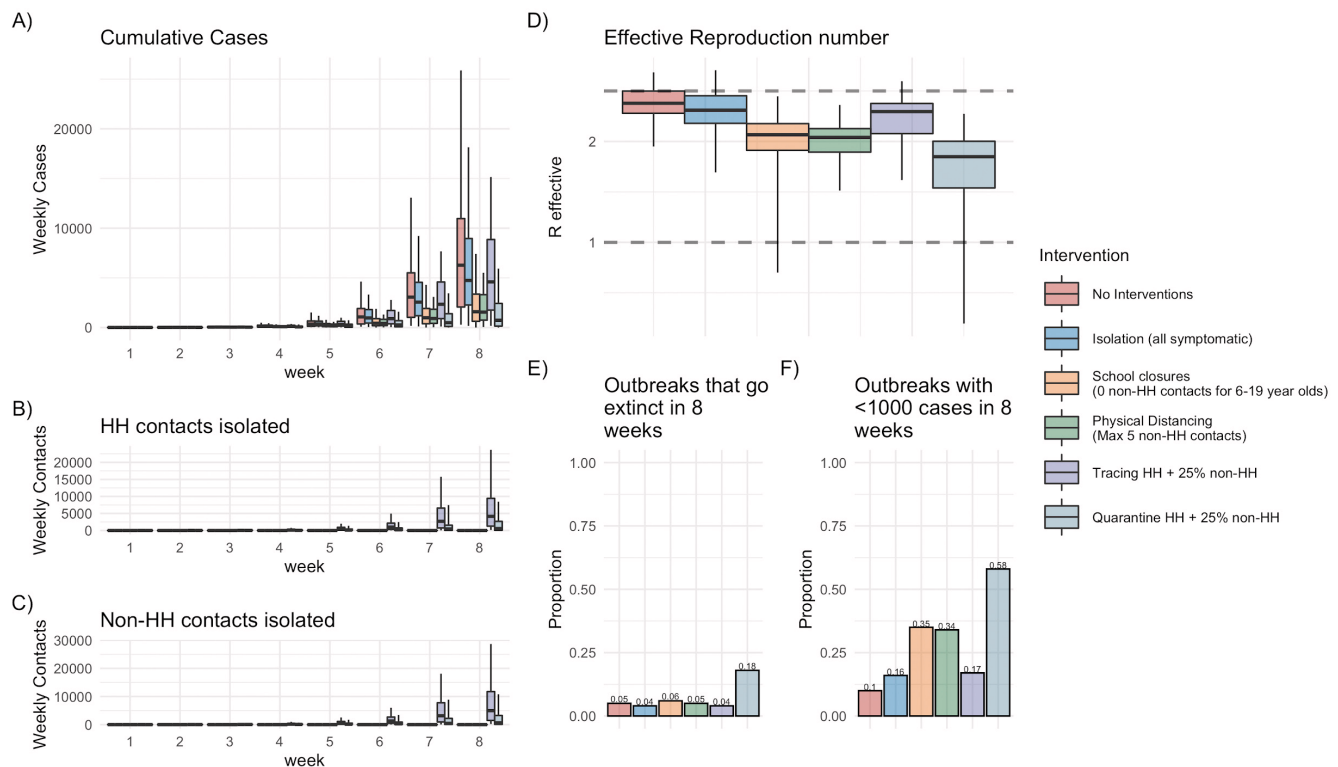 A)
Cumulative Cases
Weekly Cases
20000
10000
0
1 2 3 4 5 6 7 8
week
B)
HH contacts isolated
Weekly Contacts
20000
15000
10000
5000
0
1 2 3 4 5 6 7 8
week
C)
Non-HH contacts isolated
Weekly Contacts
30000
20000
10000
0
1 2 3 4 5 6 7 8
week
D)
Effective Reproduction number
R effective
2
1
E)
Outbreaks that go
extinct in 8
weeks
Proportion
1.00
0.75
0.50
0.25
0.00
0.05 0.04 0.06 0.05 0.04 0.18
F)
Outbreaks with
<1000 cases in 8
weeks
Proportion
1.00
0.75
0.50
0.25
0.00
0.1 0.16 0.35 0.34 0.17 0.58
Intervention
No Interventions
Isolation (all symptomatic)
School closures
(0 non-HH contacts for 6-19 year olds)
Physical Distancing
(Max 5 non-HH contacts)
Tracing HH + 25% non-HH
Quarantine HH + 25% non-HH